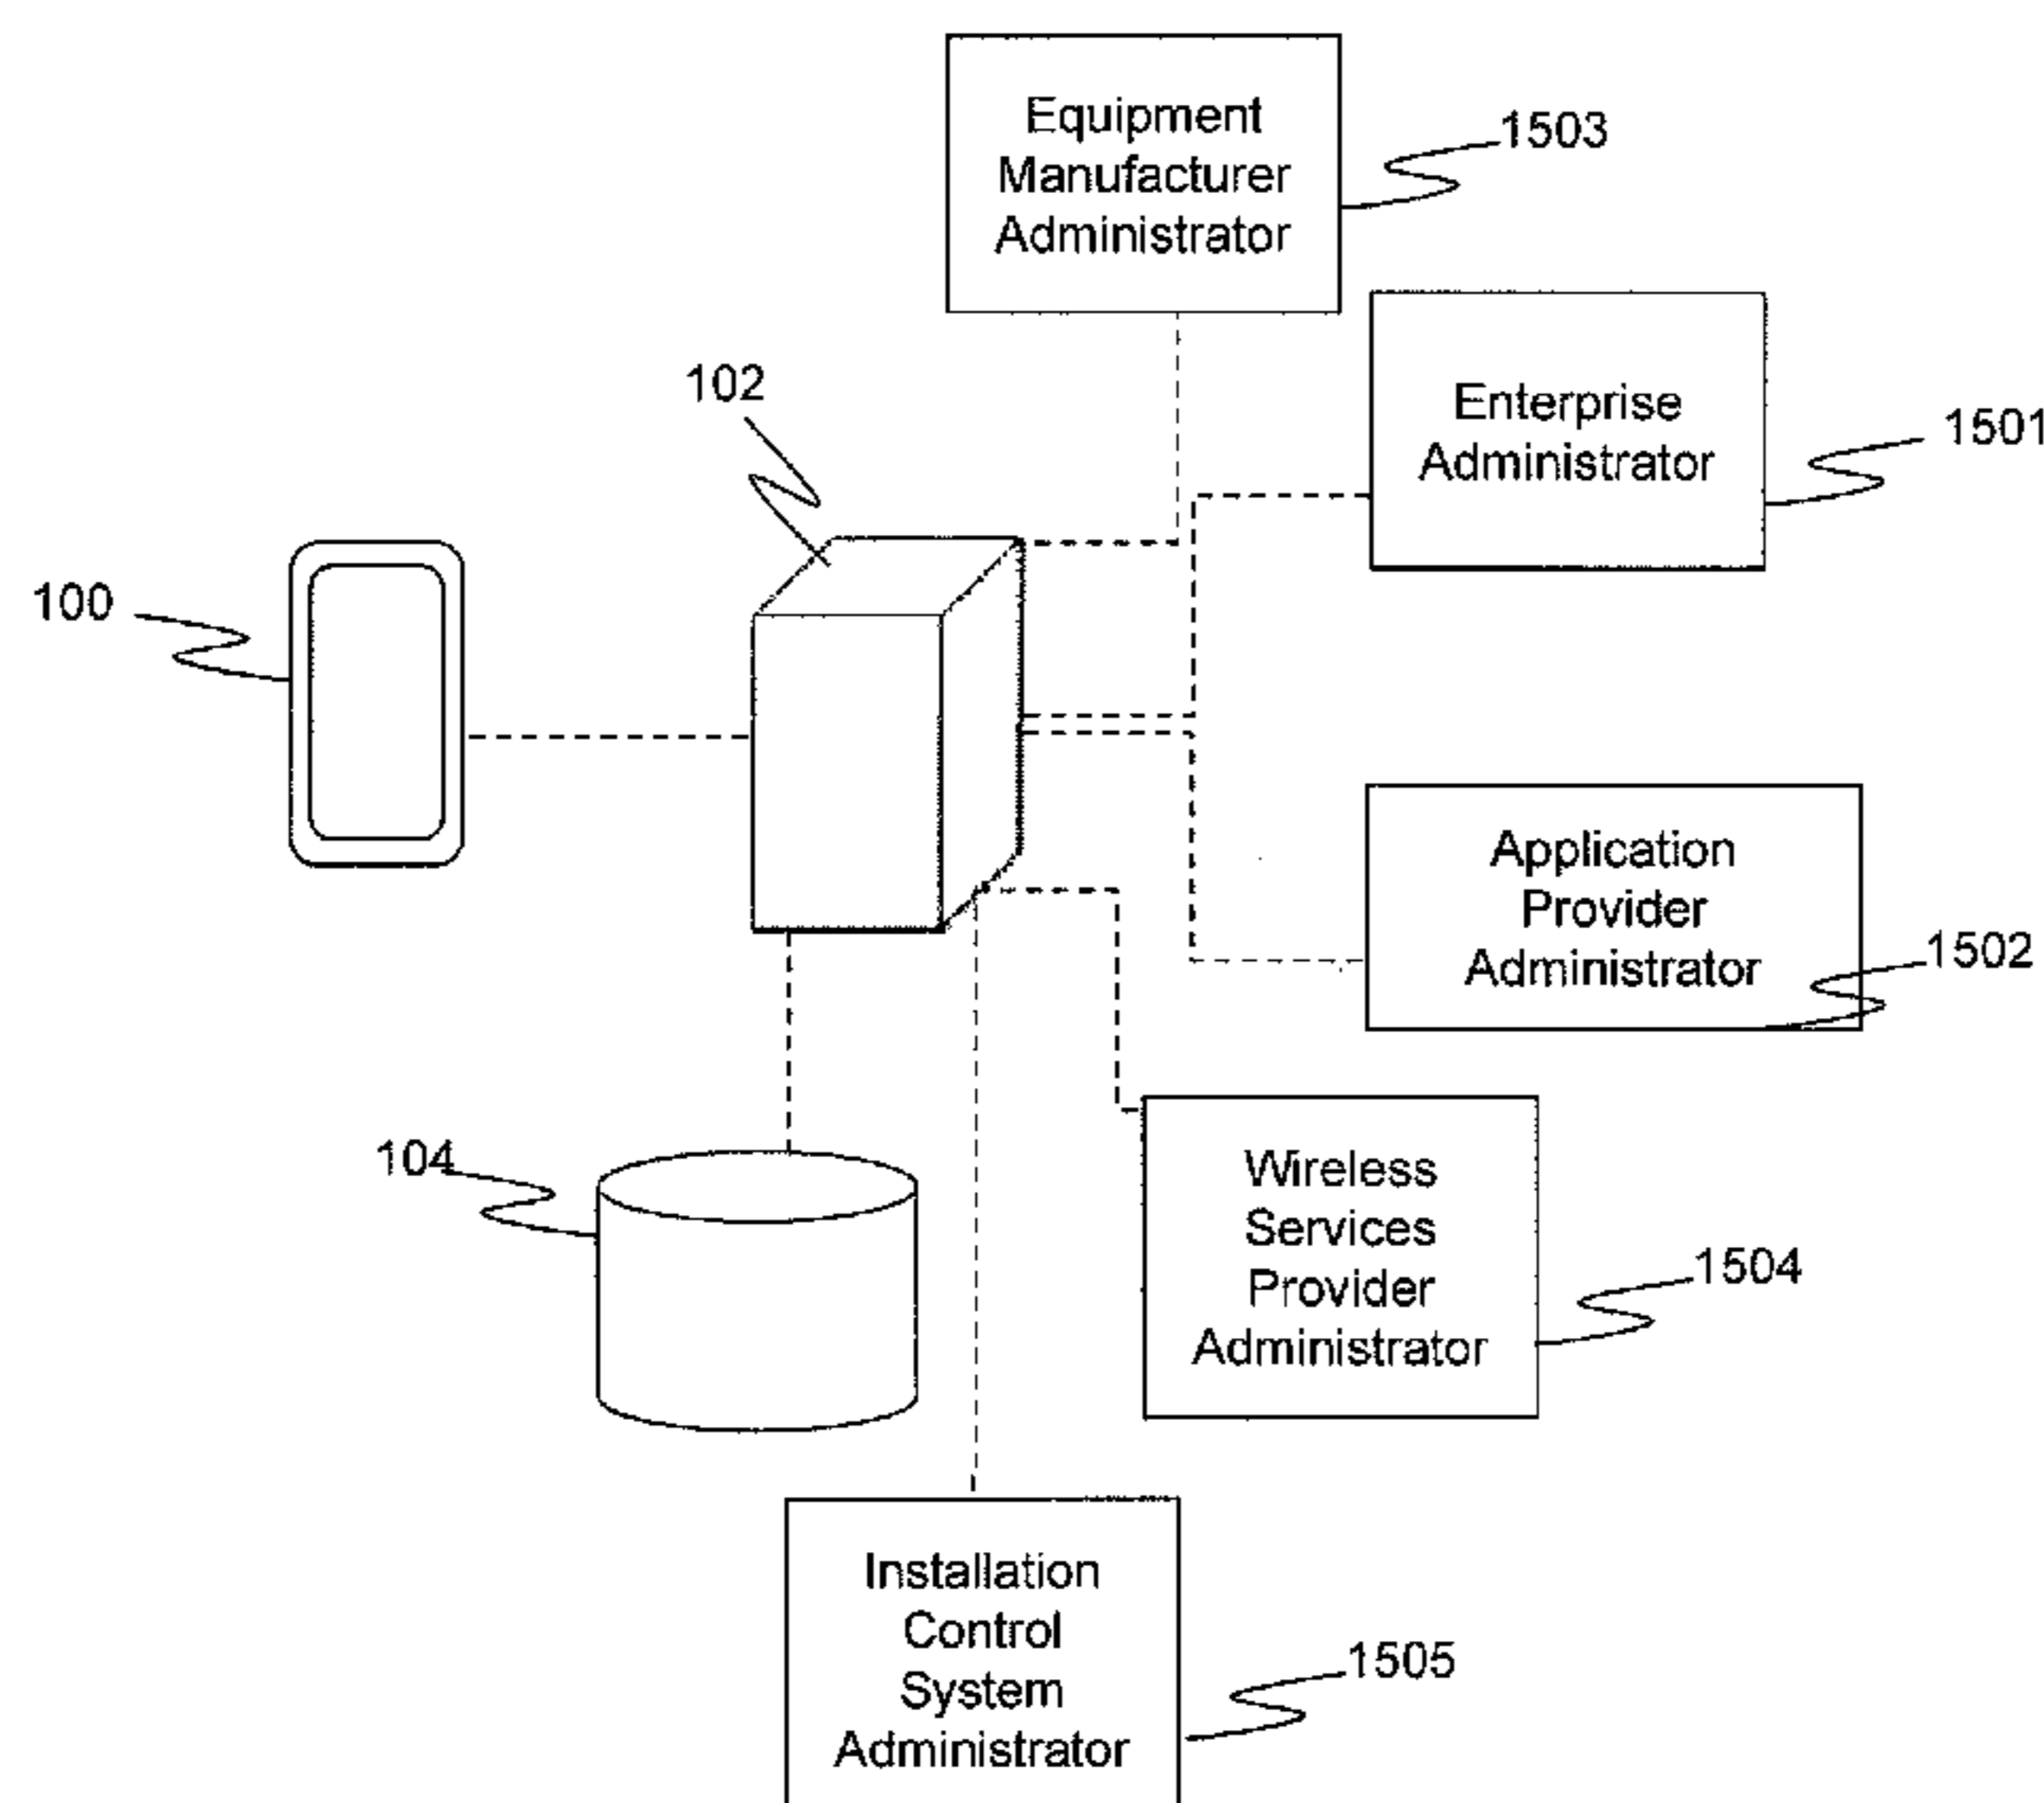 Equipment
Manufacturer
Administrator
1503
Enterprise
Administrator
1501
102
100
Application
Provider
Administrator
1502
104
Wireless
Services
Provider
Administrator
1504
Installation
Control
System
Administrator
1505